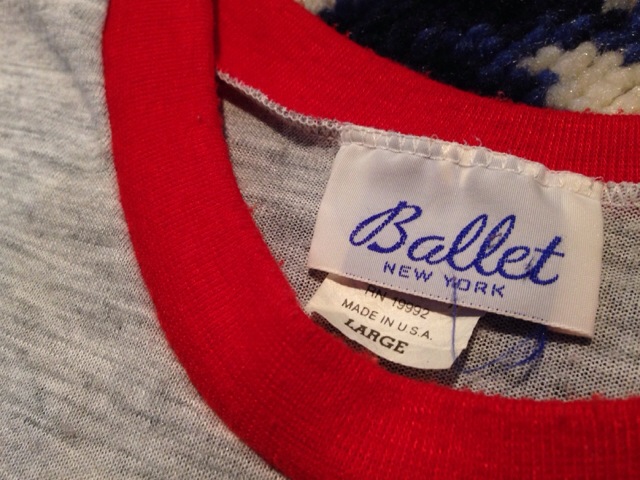 Ballet
NEW YORK
RN 19992
MADE IN U.S.A.
LARGE